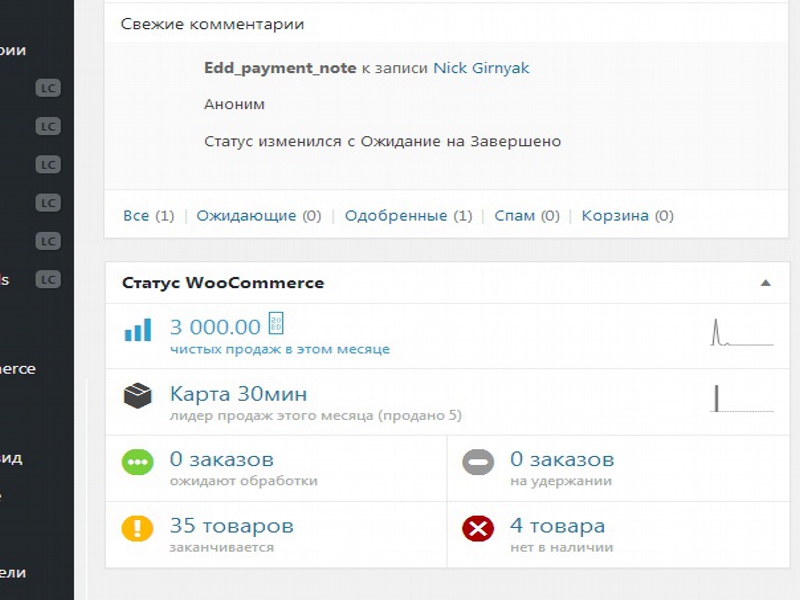 Свежие комментарии
Edd_payment_note к записи Nick Girnyak
Аноним
Статус изменился с Ожидание на Завершено
Все (1) | Ожидающие (0) | Одобренные (1) | Спам (0) | Корзина (0)
Статус WooCommerce
3 000.00
чистых продаж в этом месяце
Карта 30мин
лидер продаж этого месяца (продано 5)
0 заказов
ожидают обработки
0 заказов
на удержании
35 товаров
заканчивается
4 товара
нет в наличии
рии
LC
LC
LC
LC
LC
ls LC
merce
вид
ели